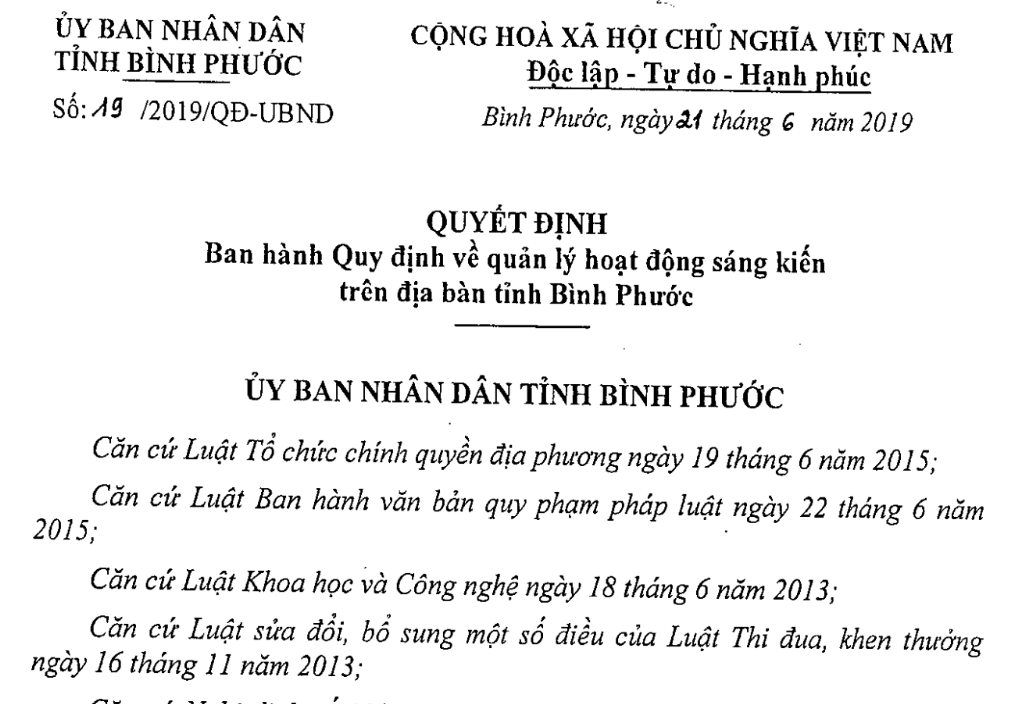 ỦY BAN NHÂN DÂN
TỈNH BÌNH PHƯỚC
Số: 19 /2019/QĐ-UBND
CỘNG HOÀ XÃ HỘI CHỦ NGHĨA VIỆT NAM
Độc lập - Tự do - Hạnh phúc
Bình Phước, ngày 21 tháng 6 năm 2019
QUYẾT ĐỊNH
Ban hành Quy định về quản lý hoạt động sáng kiến
trên địa bàn tỉnh Bình Phước
ỦY BAN NHÂN DÂN TỈNH BÌNH PHƯỚC
Căn cứ Luật Tổ chức chính quyền địa phương ngày 19 tháng 6 năm 2015;
Căn cứ Luật Ban hành văn bản quy phạm pháp luật ngày 22 tháng 6 năm
2015;
Căn cứ Luật Khoa học và Công nghệ ngày 18 tháng 6 năm 2013;
Căn cứ Luật sửa đổi, bổ sung một số điều của Luật Thi đua, khen thưởng
ngày 16 tháng 11 năm 2013;